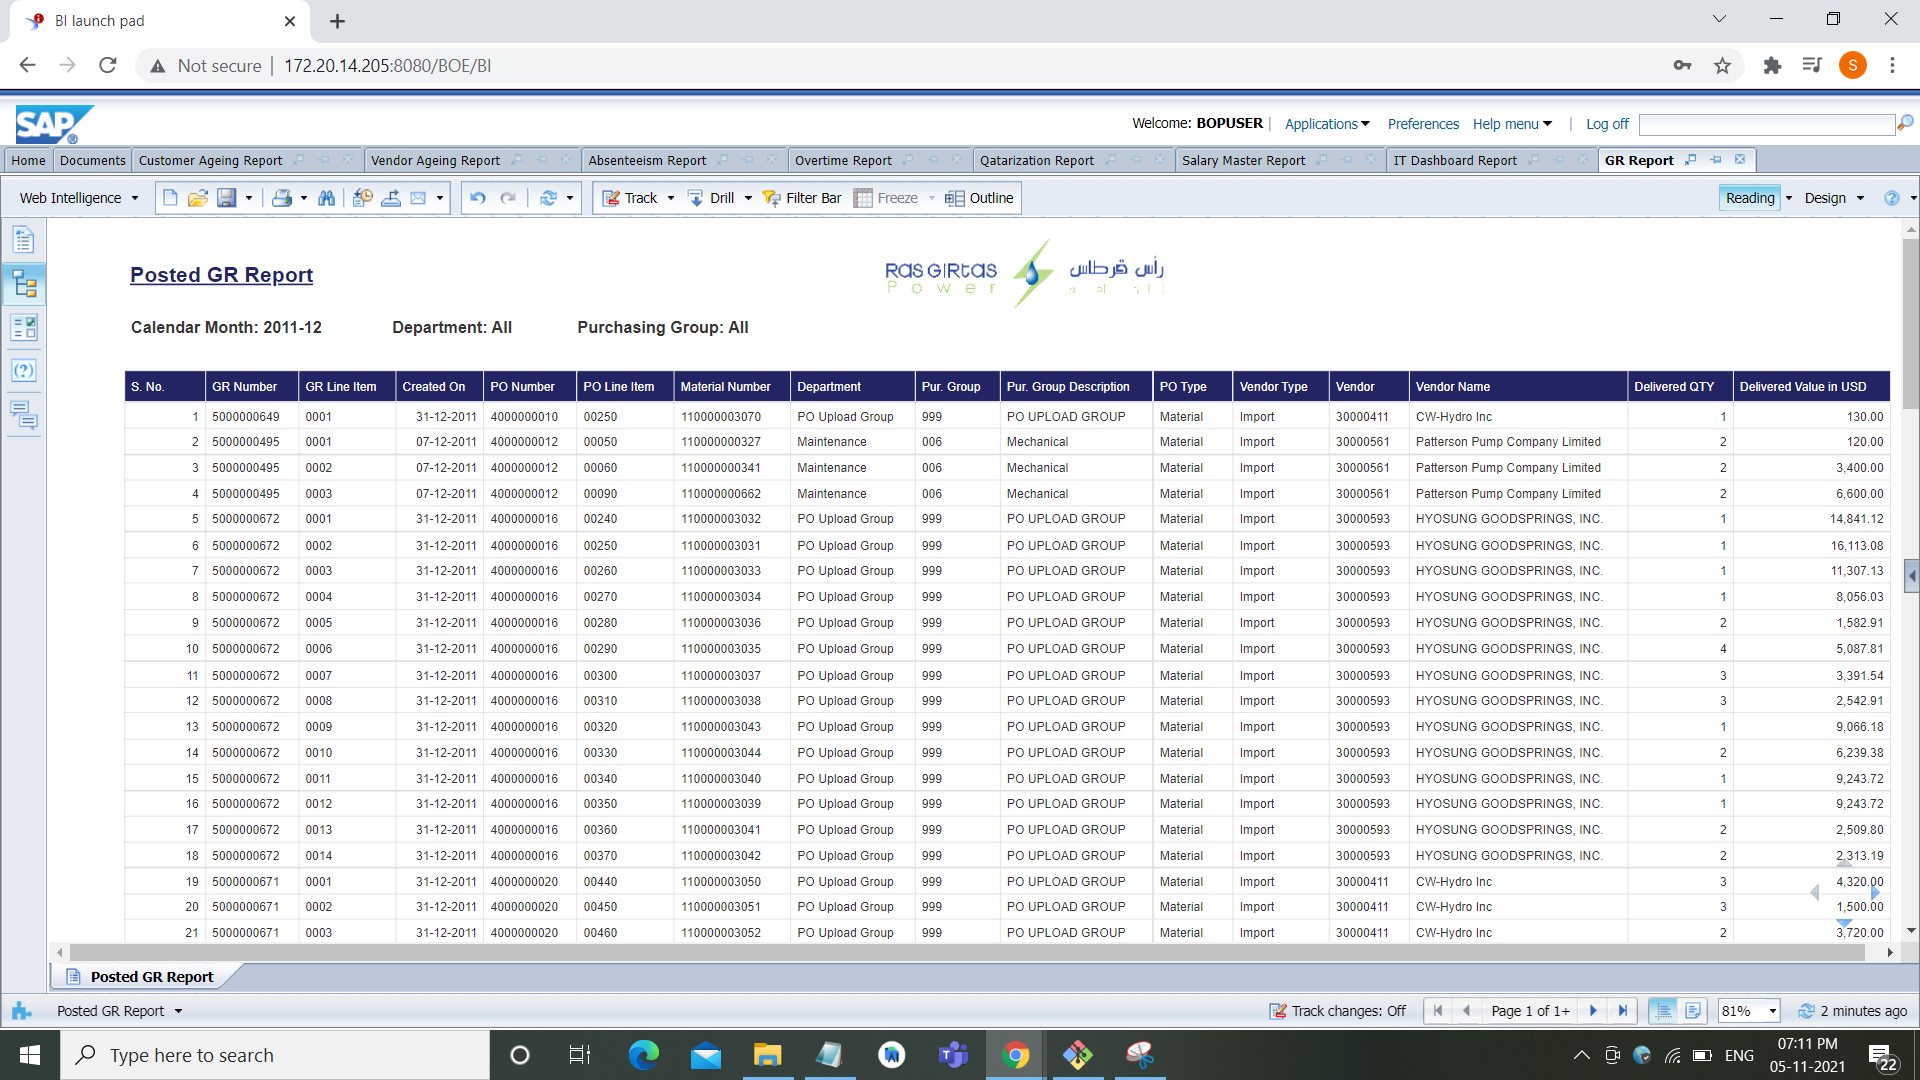 BI launch pad
Not secure 172.20.14.205:8080/BOE/BI S
SAP ®
Welcome: BOPUSER Applications Preferences Help menu Log off
Home Documents Customer Ageing Report Vendor Ageing Report Absenteeism Report Overtime Report Qatarization Report Salary Master Report IT Dashboard Report GR Report
Web Intelligence Track Drill Filter Bar Freeze Outline Reading Design
Posted GR Report
RAS GIRTAS رأس قرطاس
Power
Calendar Month: 2011-12 Department: All Purchasing Group: All
S. No. GR Number GR Line Item Created On PO Number PO Line Item Material Number Department Pur. Group Pur. Group Description PO Type Vendor Type Vendor Vendor Name Delivered QTY Delivered Value in USD
1 5000000649 0001 31-12-2011 4000000010 00250 110000003070 PO Upload Group 999 PO UPLOAD GROUP Material Import 30000411 CW-Hydro Inc 1 130.00
2 5000000495 0001 07-12-2011 4000000012 00050 110000000327 Maintenance 006 Mechanical Material Import 30000561 Patterson Pump Company Limited 2 120.00
3 5000000495 0002 07-12-2011 4000000012 00060 110000000341 Maintenance 006 Mechanical Material Import 30000561 Patterson Pump Company Limited 2 3,400.00
4 5000000495 0003 07-12-2011 4000000012 00090 110000000662 Maintenance 006 Mechanical Material Import 30000561 Patterson Pump Company Limited 2 6,600.00
5 5000000672 0001 31-12-2011 4000000016 00240 110000003032 PO Upload Group 999 PO UPLOAD GROUP Material Import 30000593 HYOSUNG GOODSPRINGS, INC. 1 14,841.12
6 5000000672 0002 31-12-2011 4000000016 00250 110000003031 PO Upload Group 999 PO UPLOAD GROUP Material Import 30000593 HYOSUNG GOODSPRINGS, INC. 1 16,113.08
7 5000000672 0003 31-12-2011 4000000016 00260 110000003033 PO Upload Group 999 PO UPLOAD GROUP Material Import 30000593 HYOSUNG GOODSPRINGS, INC. 1 11,307.13
8 5000000672 0004 31-12-2011 4000000016 00270 110000003034 PO Upload Group 999 PO UPLOAD GROUP Material Import 30000593 HYOSUNG GOODSPRINGS, INC. 1 8,056.03
9 5000000672 0005 31-12-2011 4000000016 00280 110000003036 PO Upload Group 999 PO UPLOAD GROUP Material Import 30000593 HYOSUNG GOODSPRINGS, INC. 2 1,582.91
10 5000000672 0006 31-12-2011 4000000016 00290 110000003035 PO Upload Group 999 PO UPLOAD GROUP Material Import 30000593 HYOSUNG GOODSPRINGS, INC. 4 5,087.81
11 5000000672 0007 31-12-2011 4000000016 00300 110000003037 PO Upload Group 999 PO UPLOAD GROUP Material Import 30000593 HYOSUNG GOODSPRINGS, INC. 3 3,391.54
12 5000000672 0008 31-12-2011 4000000016 00310 110000003038 PO Upload Group 999 PO UPLOAD GROUP Material Import 30000593 HYOSUNG GOODSPRINGS, INC. 3 2,542.91
13 5000000672 0009 31-12-2011 4000000016 00320 110000003043 PO Upload Group 999 PO UPLOAD GROUP Material Import 30000593 HYOSUNG GOODSPRINGS, INC. 1 9,066.18
14 5000000672 0010 31-12-2011 4000000016 00330 110000003044 PO Upload Group 999 PO UPLOAD GROUP Material Import 30000593 HYOSUNG GOODSPRINGS, INC. 2 6,239.38
15 5000000672 0011 31-12-2011 4000000016 00340 110000003040 PO Upload Group 999 PO UPLOAD GROUP Material Import 30000593 HYOSUNG GOODSPRINGS, INC. 1 9,243.72
16 5000000672 0012 31-12-2011 4000000016 00350 110000003039 PO Upload Group 999 PO UPLOAD GROUP Material Import 30000593 HYOSUNG GOODSPRINGS, INC. 1 9,243.72
17 5000000672 0013 31-12-2011 4000000016 00360 110000003041 PO Upload Group 999 PO UPLOAD GROUP Material Import 30000593 HYOSUNG GOODSPRINGS, INC. 2 2,509.80
18 5000000672 0014 31-12-2011 4000000016 00370 110000003042 PO Upload Group 999 PO UPLOAD GROUP Material Import 30000593 HYOSUNG GOODSPRINGS, INC. 2 2,313.19
19 5000000671 0001 31-12-2011 4000000020 00440 110000003050 PO Upload Group 999 PO UPLOAD GROUP Material Import 30000411 CW-Hydro Inc 3 4,320.00
20 5000000671 0002 31-12-2011 4000000020 00450 110000003051 PO Upload Group 999 PO UPLOAD GROUP Material Import 30000411 CW-Hydro Inc 3 1,500.00
21 5000000671 0003 31-12-2011 4000000020 00460 110000003052 PO Upload Group 999 PO UPLOAD GROUP Material Import 30000411 CW-Hydro Inc 2 3,720.00
Posted GR Report
Posted GR Report Track changes: Off Page 1 of 1+ 81% 2 minutes ago
Type here to search ENG 07:11 PM
05-11-2021 22